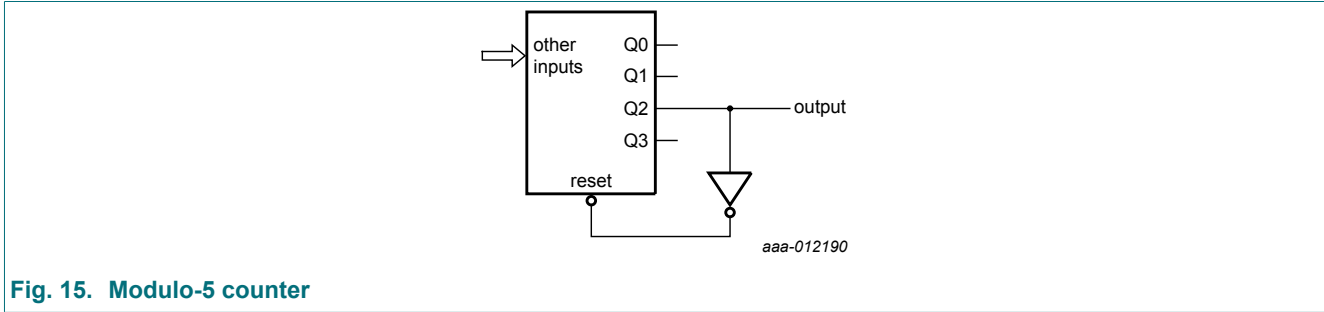 other
inputs
Q0
Q1
Q2
Q3
output
reset
aaa-012190
Fig. 15. Modulo-5 counter